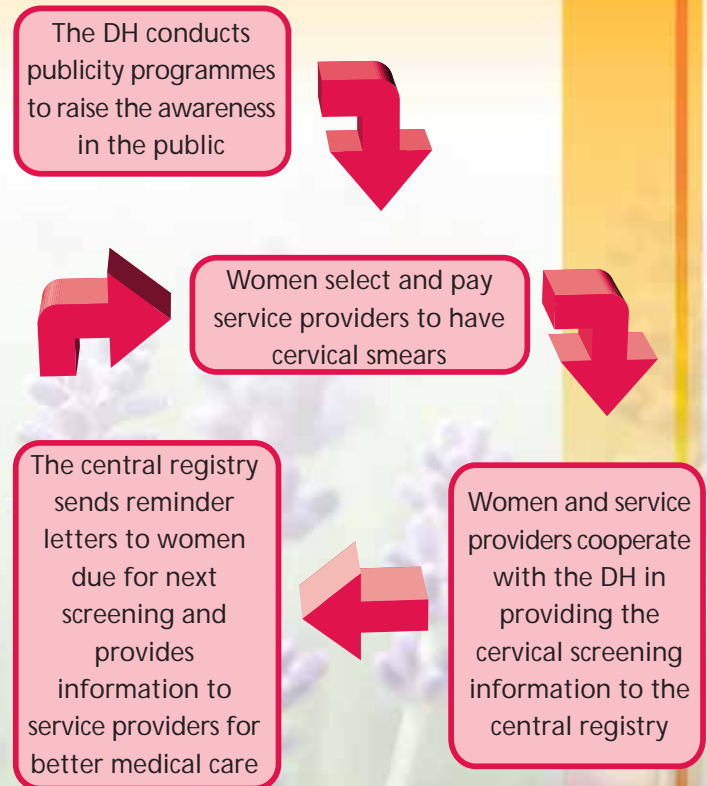 The DH conducts
publicity programmes
to raise the awareness
in the public
Women select and pay
service providers to have
cervical smears
Women and service
providers cooperate
with the DH in
providing the
cervical screening
information to the
central registry
The central registry
sends reminder
letters to women
due for next
screening and
provides
information to
service providers for
better medical care